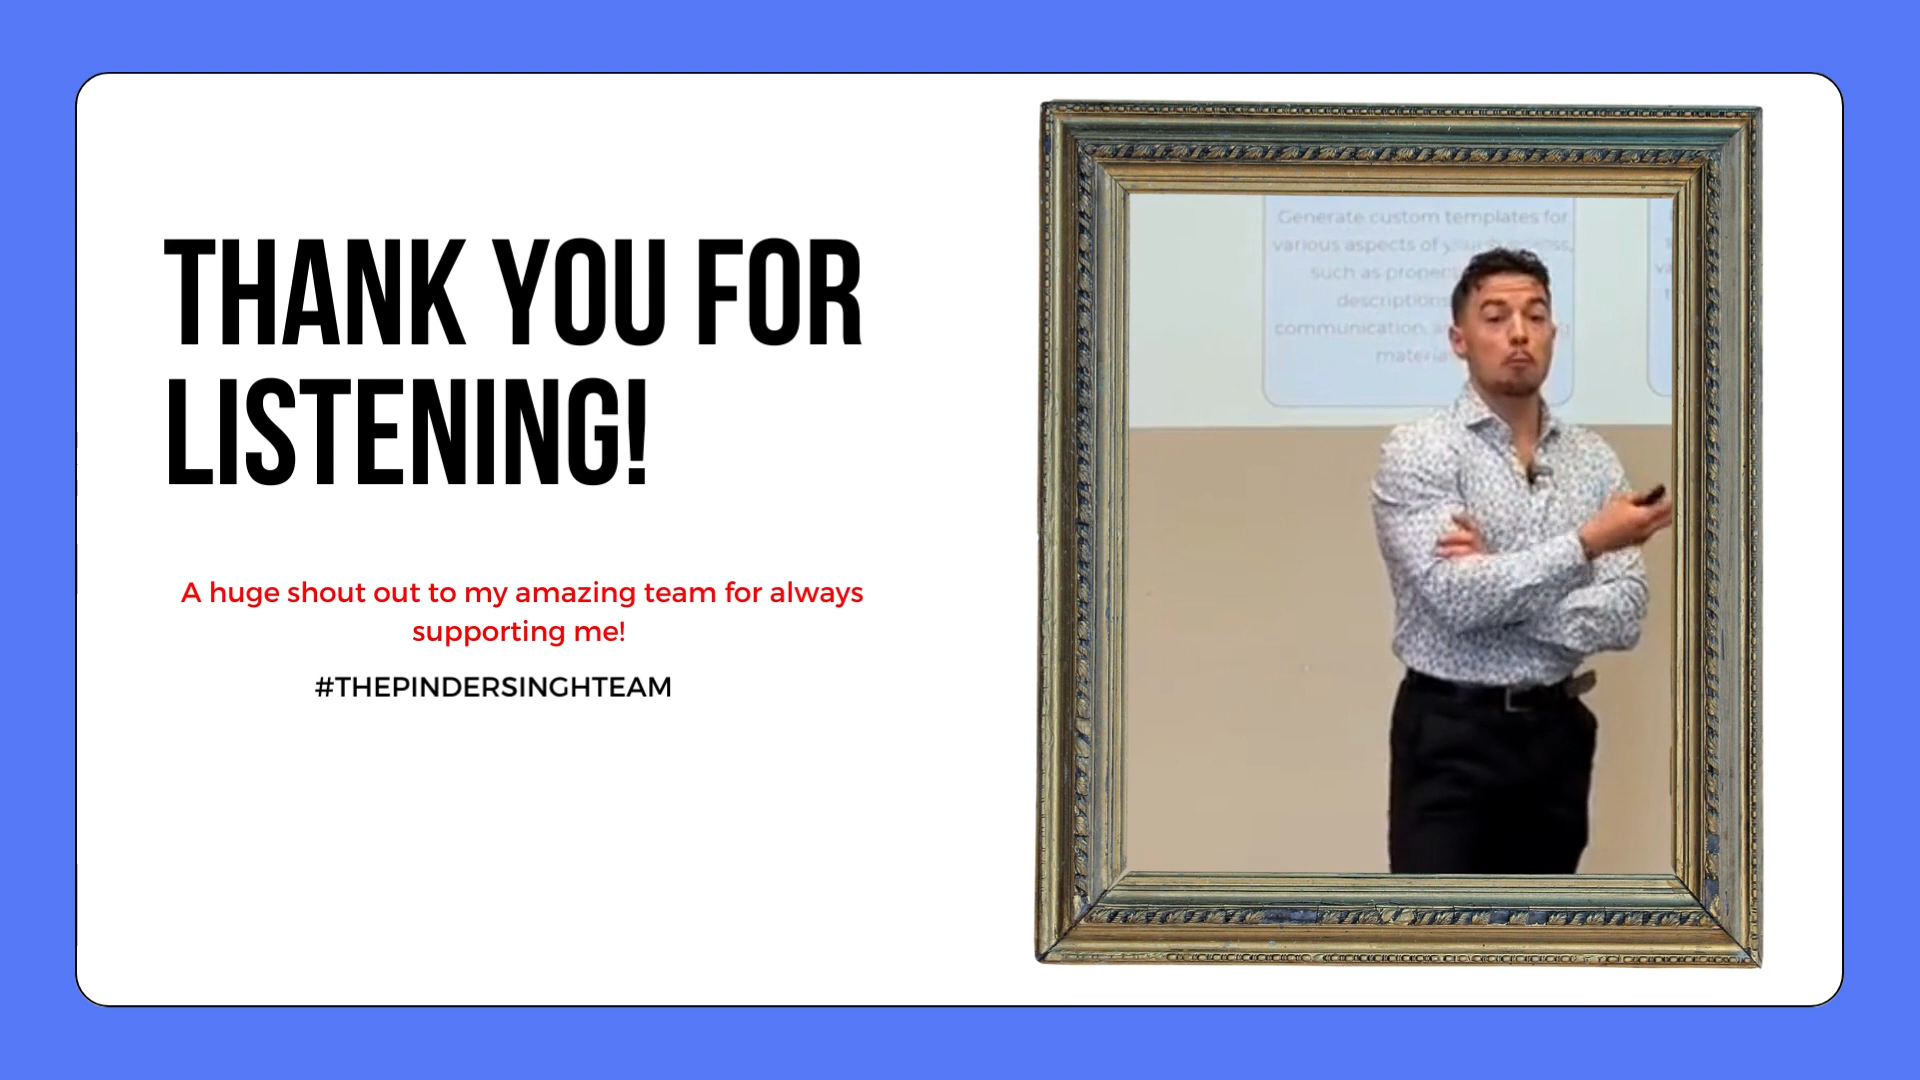 THANK YOU FOR
LISTENING!
A huge shout out to my amazing team for always
supporting me!
#THEPINDERSINGHTEAM
Generate custom templates for
various aspects of
such as
descriptions
communication